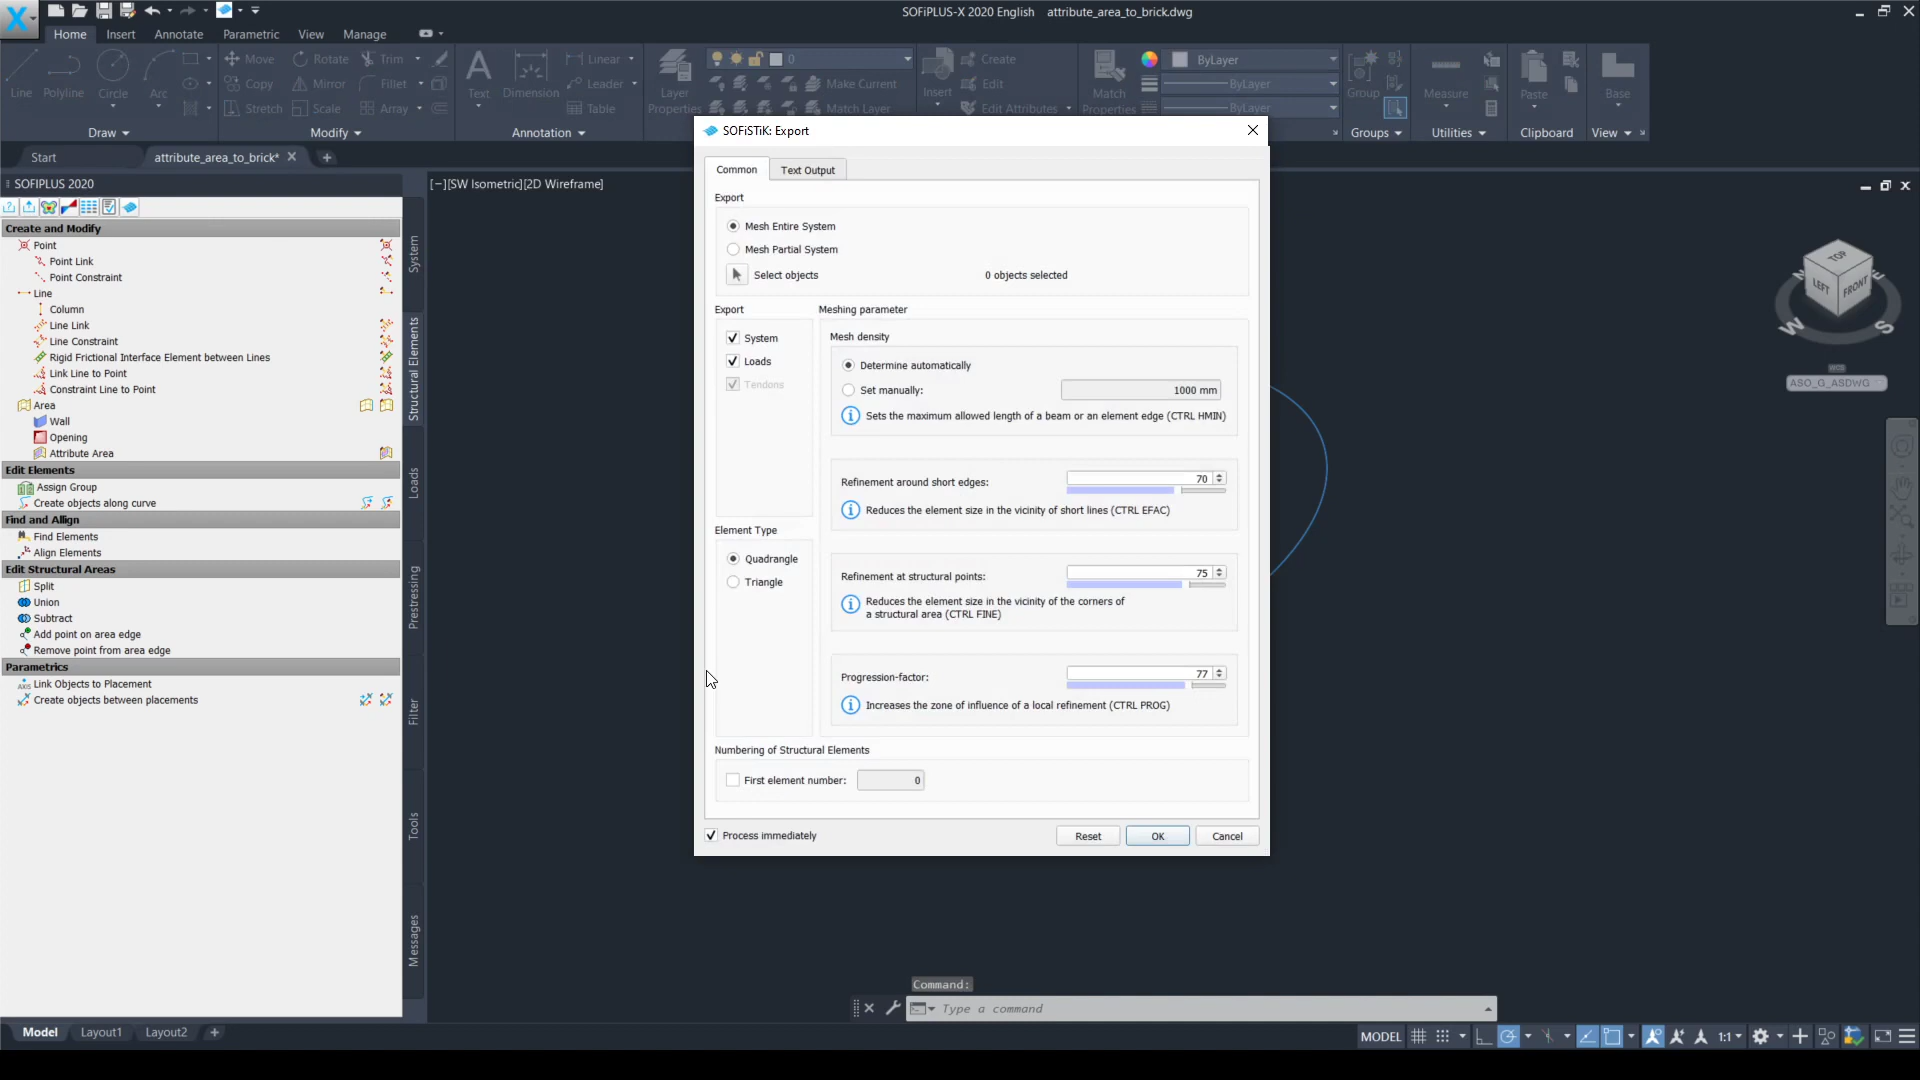 SOFiPLUS-X 2020 English attribute_area_to_brick.dwg
Home Insert Annotate Parametric View Manage
Line Polyline Circle Arc
Move Rotate Trim
Copy Mirror Fillet
Stretch Scale Array
Text Dimension
Linear
Leader
Table
Layer
Properties
0
Make Current
Match Layer
Insert
Create
Edit
Edit Attributes
Match
Properties
ByLayer
ByLayer
ByLayer
Group
Measure
Paste
Base
Draw Modify Annotation Groups Utilities Clipboard View
Start attribute_area_to_brick*
SOFIPLUS 2020
[−][SW Isometric][2D Wireframe]
Create and Modify
Point
Point Link
Point Constraint
Line
Column
Line Link
Line Constraint
Rigid Frictional Interface Element between Lines
Link Line to Point
Constraint Line to Point
Area
Wall
Opening
Attribute Area
Edit Elements
Assign Group
Create objects along curve
Find and Allign
Find Elements
Align Elements
Edit Structural Areas
Split
Union
Subtract
Add point on area edge
Remove point from area edge
Parametrics
Link Objects to Placement
Create objects between placements
System
Structural Elements
Loads
Prestressing
Filter
Tools
Messages
SOFiSTiK: Export
Common Text Output
Export
Mesh Entire System
Mesh Partial System
Select objects 0 objects selected
Export
System
Loads
Tendons
Element Type
Quadrangle
Triangle
Meshing parameter
Mesh density
Determine automatically
Set manually: 1000 mm
Sets the maximum allowed length of a beam or an element edge (CTRL HMIN)
Refinement around short edges: 70
Reduces the element size in the vicinity of short lines (CTRL EFAC)
Refinement at structural points: 75
Reduces the element size in the vicinity of the corners of
a structural area (CTRL FINE)
Progression-factor: 77
Increases the zone of influence of a local refinement (CTRL PROG)
Numbering of Structural Elements
First element number: 0
Process immediately Reset OK Cancel
TOP
LEFT FRONT
N E
W S
WCS
ASO_G_ASDWG
Command:
Type a command
Model Layout1 Layout2
MODEL 1:1